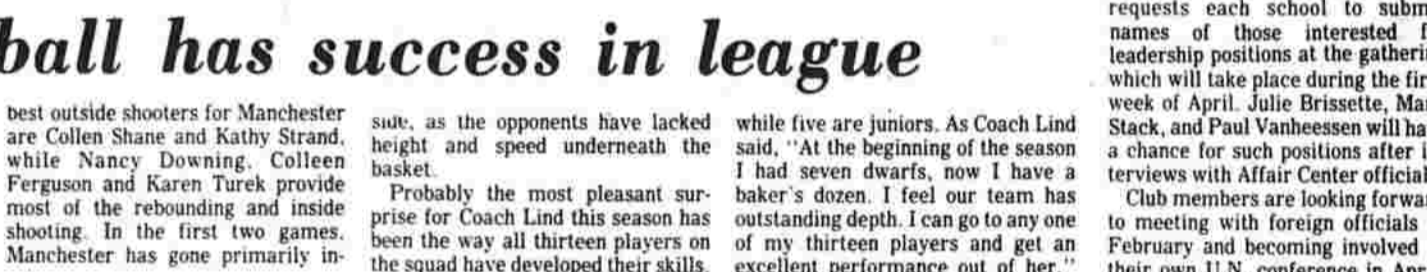 ball has success in league
best outside shooters for Manchester
are Collen Shane and Kathy Strand,
while Nancy Downing, Colleen
Ferguson and Karen Turek provide
most of the rebounding and inside
shooting. In the first two games,
Manchester has gone primarily in-
side, as the opponents have lacked
height and speed underneath the
basket.
Probably the most pleasant sur-
prise for Coach Lind this season has
been the way all thirteen players on
the squad have developed their skills,
while five are juniors. As Coach Lind
said, "At the beginning of the season
I had seven dwarfs, now I have a
baker's dozen. I feel our team has
outstanding depth. I can go to any one
of my thirteen players and get an
excellent performance out of her."
requests each school to subm
names of those interested f
leadership positions at the gatheri
which will take place during the fir
week of April. Julie Brissette, Ma
Stack, and Paul Vanheessen will ha
a chance for such positions after i
terviews with Affair Center official
Club members are looking forwa
to meeting with foreign officials
February and becoming involved
their own U.N. conference in